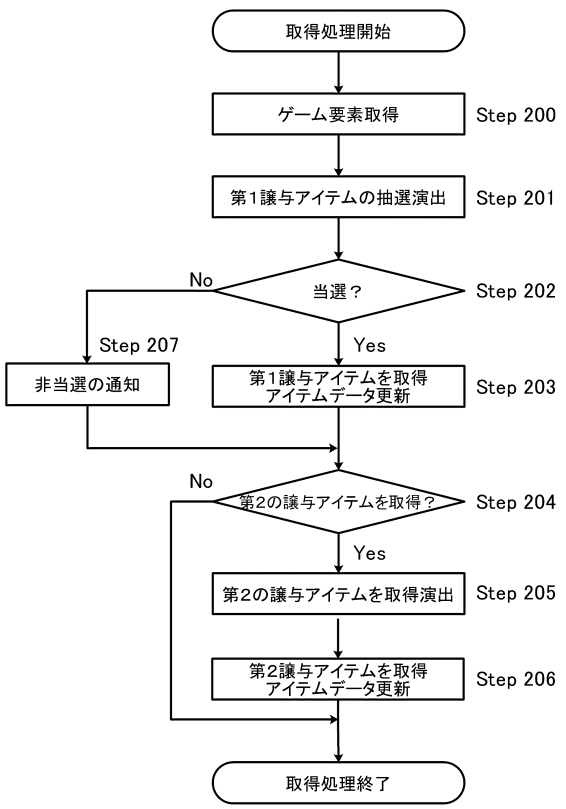 取得処理開始
ゲーム要素取得
Step 200
第１譲与アイテムの抽選演出
Step 201
No
当選？
Step 202
Step 207
Yes
非当選の通知
第１譲与アイテムを取得
アイテムデータ更新
Step 203
No
第２の譲与アイテムを取得？
Step 204
Yes
第２の譲与アイテムを取得演出
Step 205
第２譲与アイテムを取得
アイテムデータ更新
Step 206
取得処理終了